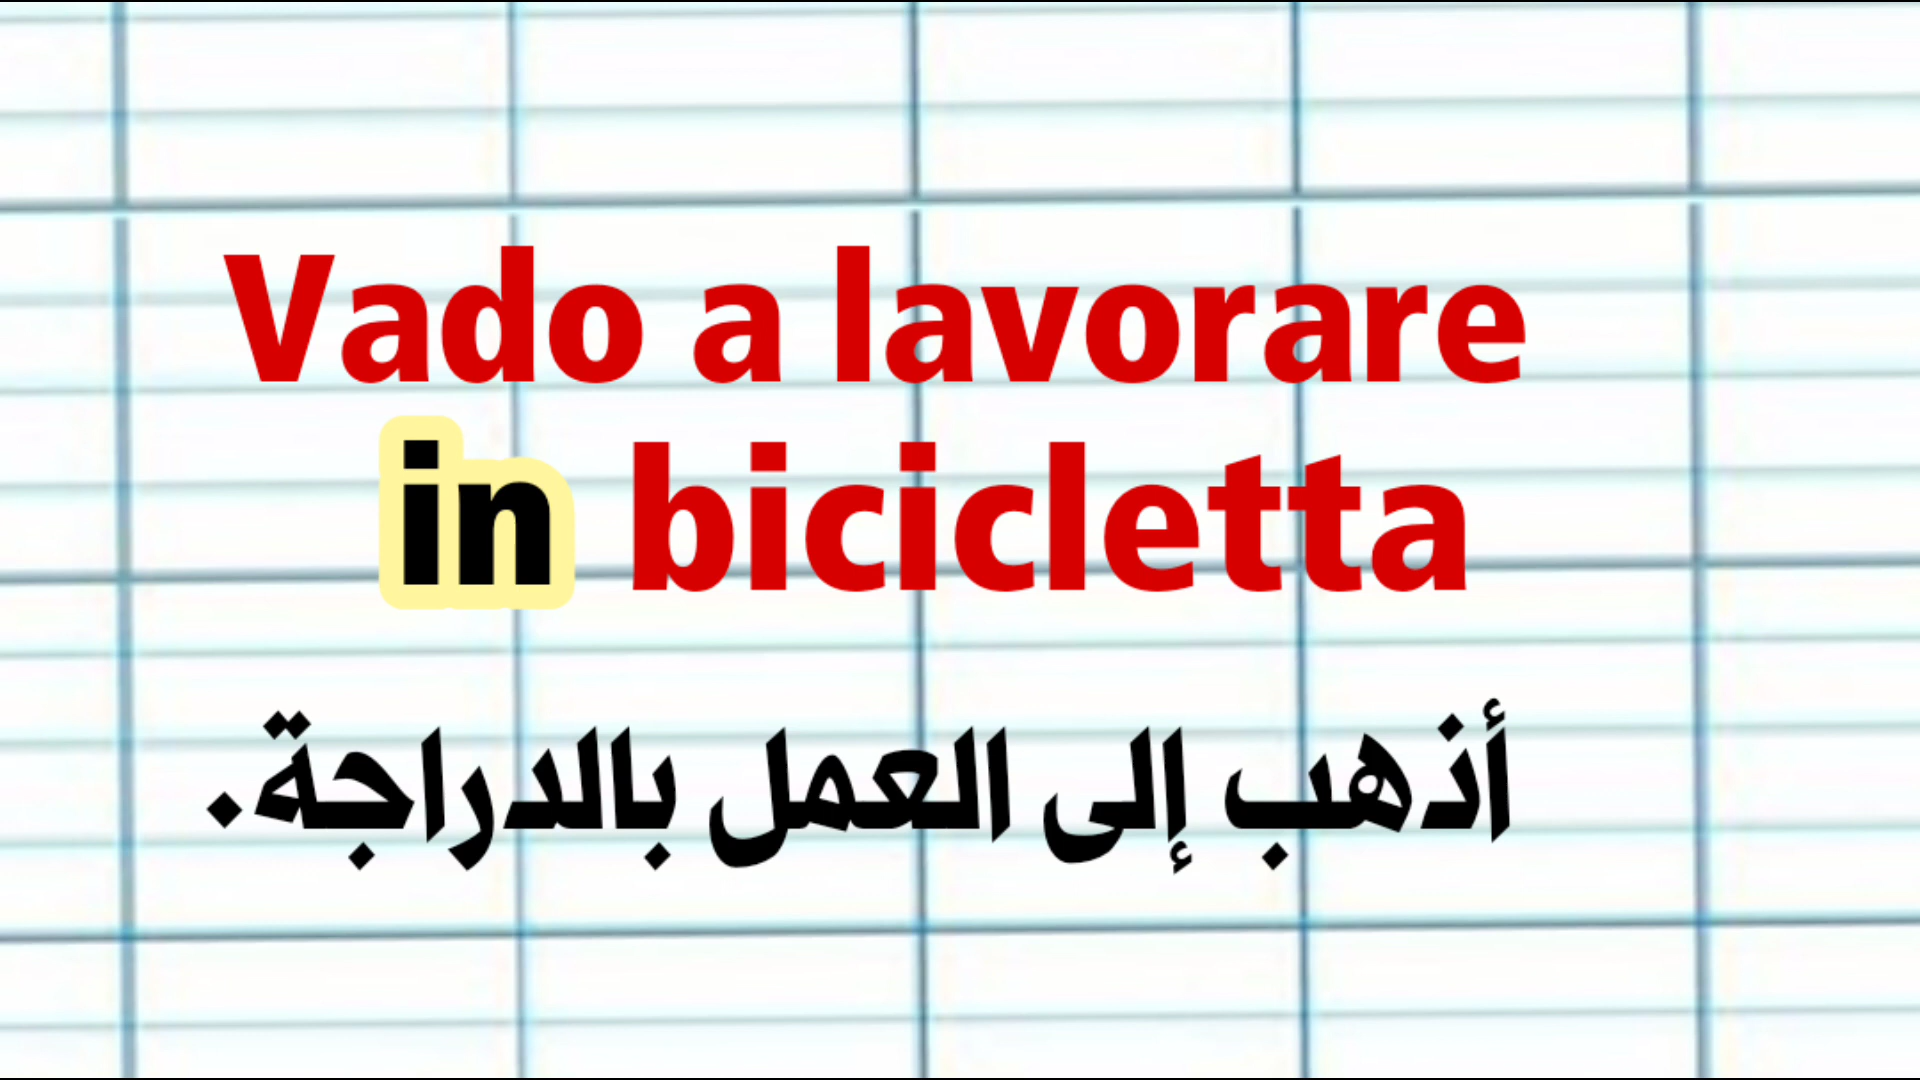 Vado a lavorare
in bicicletta
أذهب إلى العمل بالدراجة.